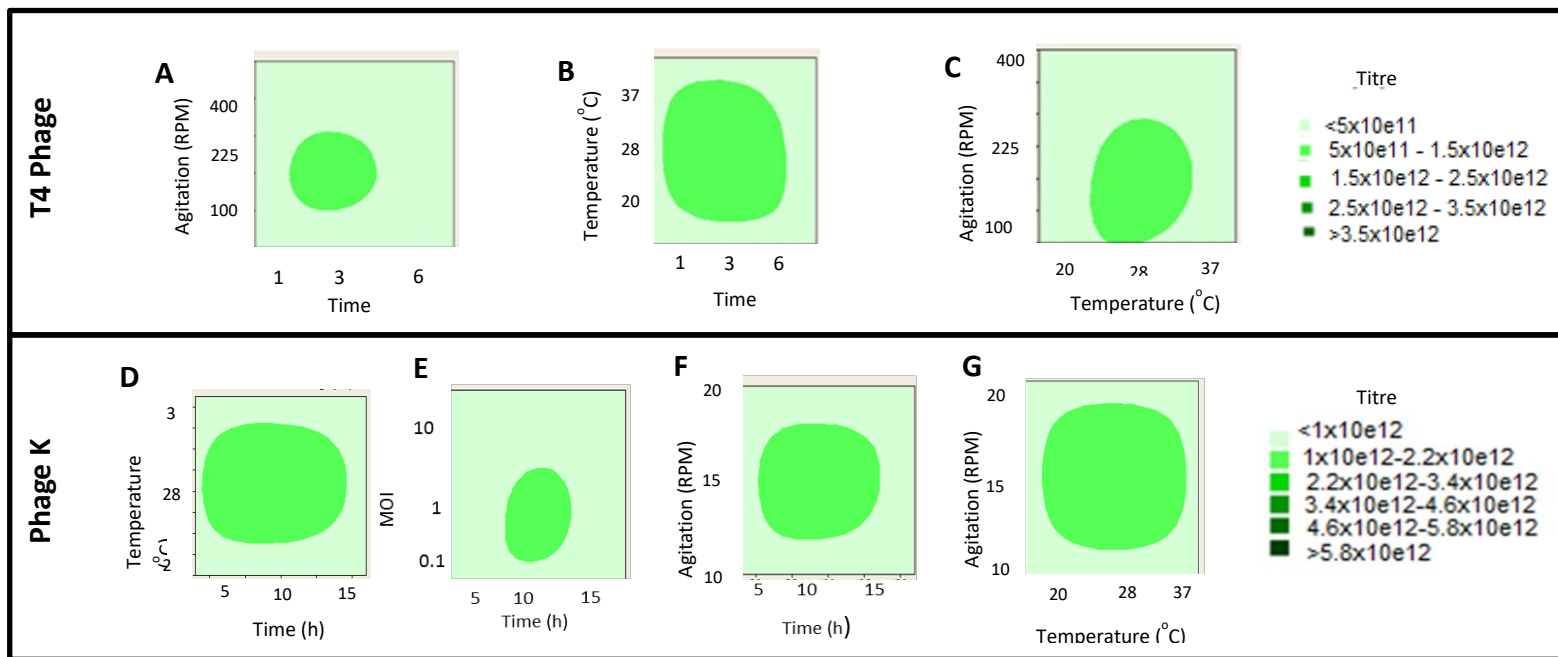 T4 Phage
A
Agitation (RPM)
400
225
100
1 3 6
Time
B
Temperature (°C)
37
28
20
1 3 6
Time
C
Agitation (RPM)
400
225
100
20 28 37
Temperature (°C)
Titre
<5x10e11
5x10e11 - 1.5x10e12
1.5x10e12 - 2.5x10e12
2.5x10e12 - 3.5x10e12
>3.5x10e12
Phage K
D
Temperature
3
28
5 10 15
Time (h)
E
MOI
10
1
0.1
5 10 15
Time (h)
F
Agitation (RPM)
20
15
10
5 10 15
Time (h)
G
Agitation (RPM)
20
15
10
20 28 37
Temperature (°C)
Titre
<1x10e12
1x10e12-2.2x10e12
2.2x10e12-3.4x10e12
3.4x10e12-4.6x10e12
4.6x10e12-5.8x10e12
>5.8x10e12